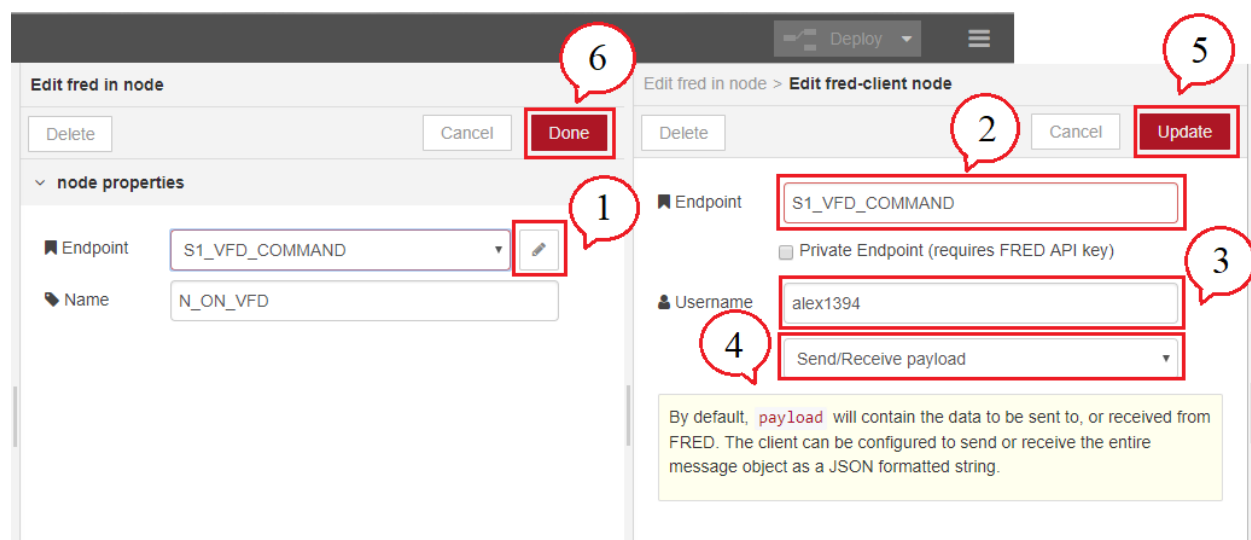 Deploy
6
5
Edit fred in node
Edit fred in node > Edit fred-client node
Delete
Cancel
Done
Delete
2
Cancel
Update
node properties
1
Endpoint
S1_VFD_COMMAND
Name
N_ON_VFD
Endpoint
S1_VFD_COMMAND
Private Endpoint (requires FRED API key)
3
Username
alex1394
4
Send/Receive payload
By default, payload will contain the data to be sent to, or received from
FRED. The client can be configured to send or receive the entire
message object as a JSON formatted string.